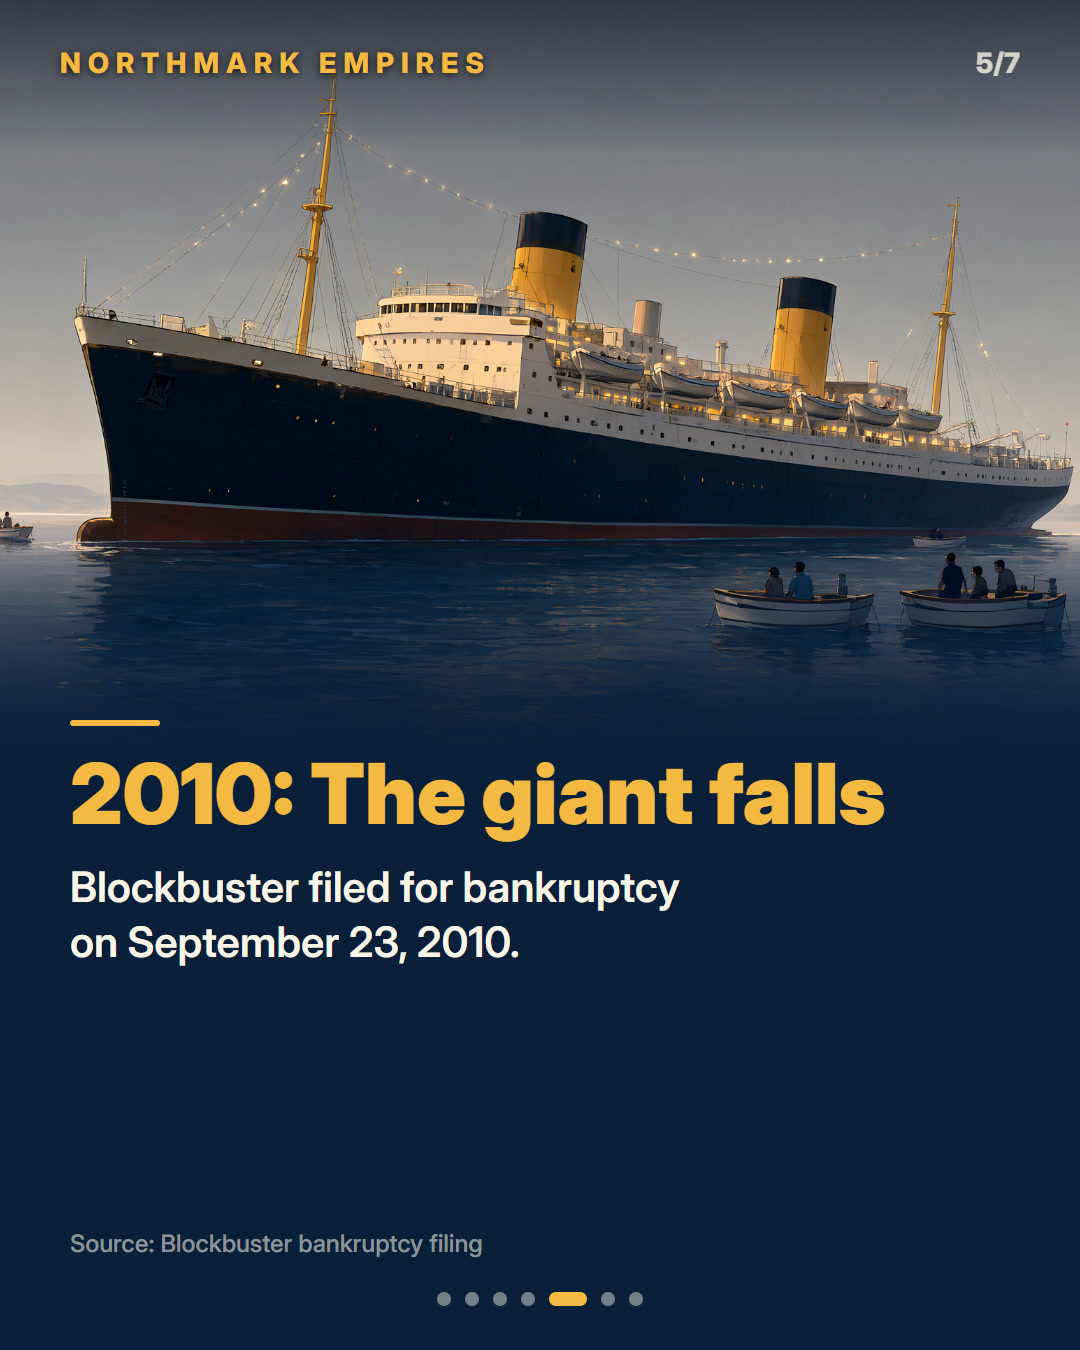 NORTHMARK EMPIRES
5/7
2010: The giant falls
Blockbuster filed for bankruptcy
on September 23, 2010.
Source: Blockbuster bankruptcy filing